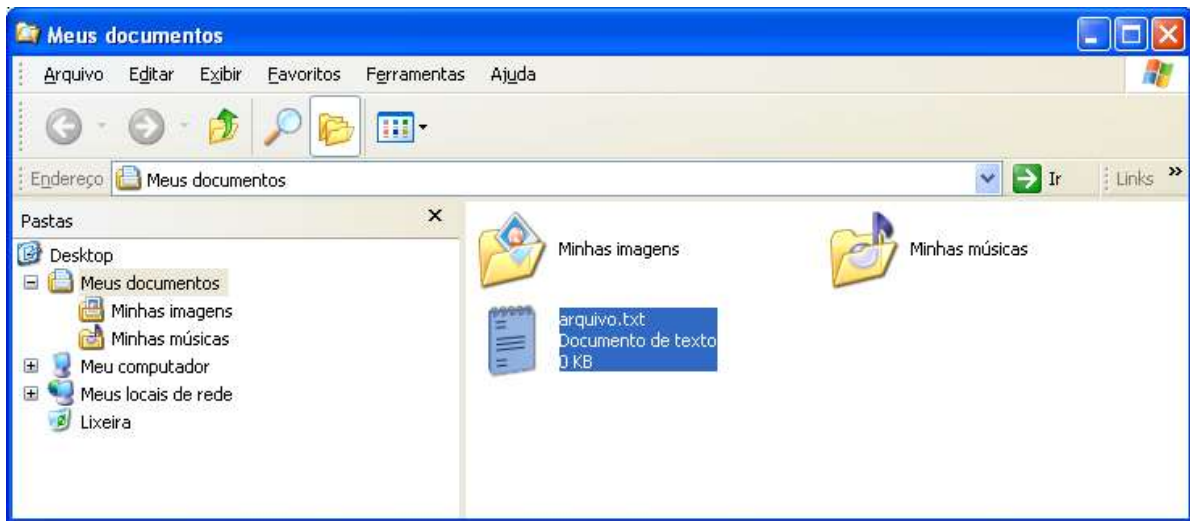 Meus documentos
Arquivo Editar Exibir Favoritos Ferramentas Ajuda
Endereço Meus documentos Ir Links »
Pastas
Desktop
Meus documentos
Minhas imagens
Minhas músicas
Meu computador
Meus locais de rede
Lixeira
Minhas imagens
Minhas músicas
arquivo.txt
Documento de texto
0 KB